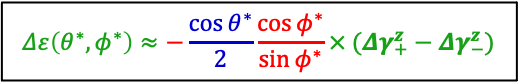 Δε(θ*,ϕ*) ≈ − cos θ*/2 cos ϕ*/sin ϕ* × (Δγ₊ᶻ − Δγ₋ᶻ)